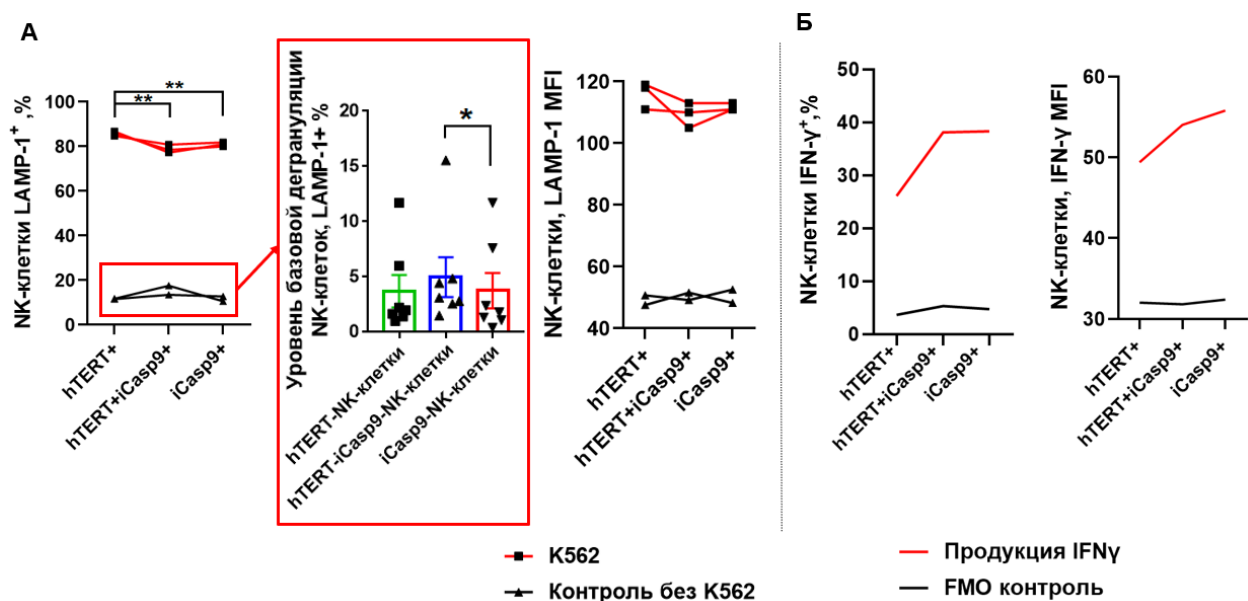 А
NK-клетки LAMP-1⁺ ,%
100
80
60
40
20
0
**
**
hTERT+
hTERT+iCasp9+
iCasp9+
Уровень базовой дегрануляции
NK-клеток, LAMP-1+ %
20
15
10
5
0
*
hTERT-NK-клетки
hTERT-iCasp9-NK-клетки
iCasp9-NK-клетки
NK-клетки, LAMP-1 MFI
120
100
80
60
40
hTERT+
hTERT+iCasp9+
iCasp9+
K562
Контроль без K562
Б
NK-клетки IFN-γ⁺,%
50
40
30
20
10
0
hTERT+
hTERT+iCasp9+
iCasp9+
NK-клетки, IFN-γ MFI
60
50
30
hTERT+
hTERT+iCasp9+
iCasp9+
Продукция IFNγ
FMO контроль